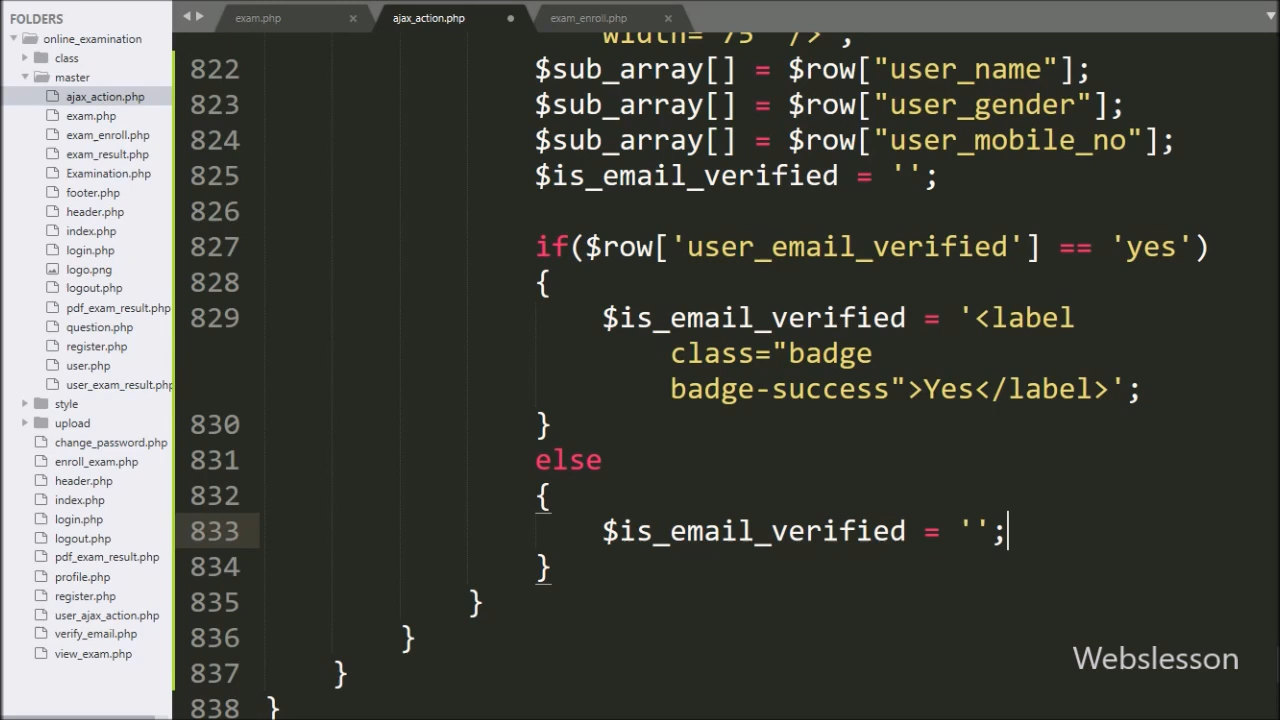 FOLDERS
online_examination
class
master
ajax_action.php
exam.php
exam_enroll.php
exam_result.php
Examination.php
footer.php
header.php
index.php
login.php
logo.png
logout.php
pdf_exam_result.php
question.php
register.php
user.php
user_exam_result.php
style
upload
change_password.php
enroll_exam.php
header.php
index.php
login.php
logout.php
pdf_exam_result.php
profile.php
register.php
user_ajax_action.php
verify_email.php
view_exam.php
exam.php ajax_action.php exam_enroll.php
width="75" />';
822 $sub_array[] = $row["user_name"];
823 $sub_array[] = $row["user_gender"];
824 $sub_array[] = $row["user_mobile_no"];
825 $is_email_verified = '';
826
827 if($row['user_email_verified'] == 'yes')
828 {
829 $is_email_verified = '<label
class="badge
badge-success">Yes</label>';
830 }
831 else
832 {
833 $is_email_verified = '';
834 }
835 }
836 }
837 }
838 }
Webslesson